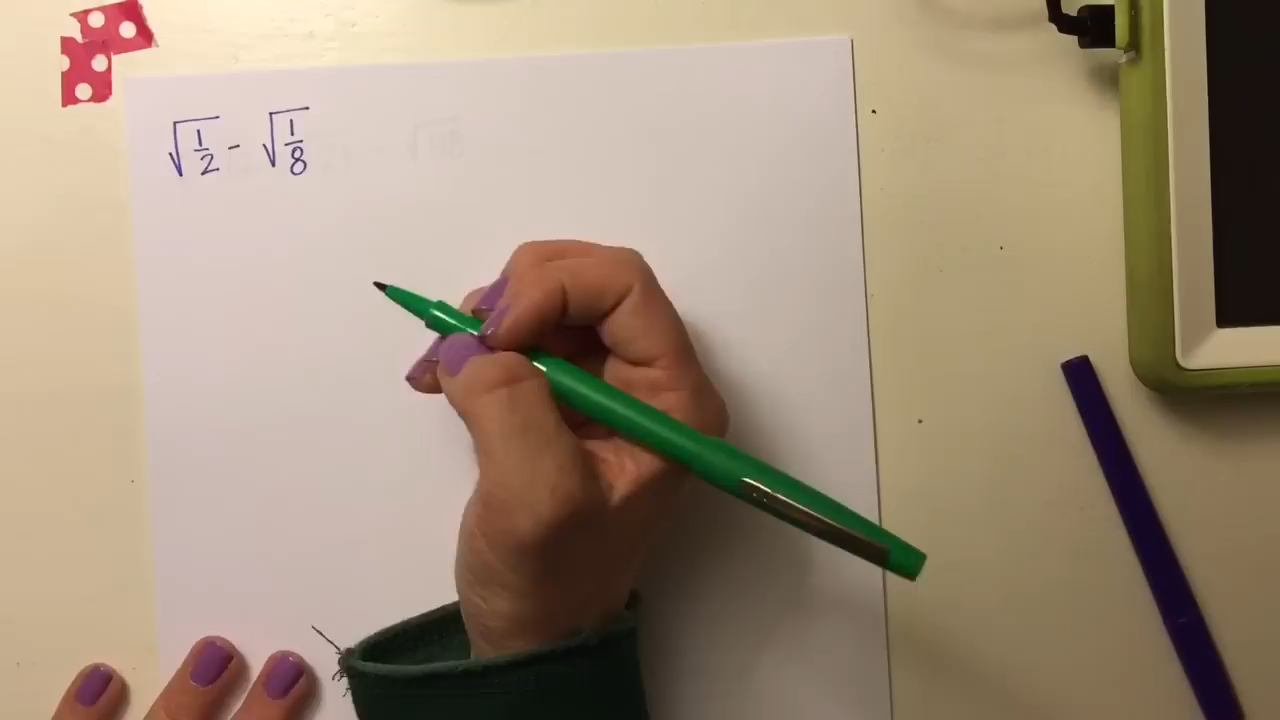 √(1/2) - √(1/8)